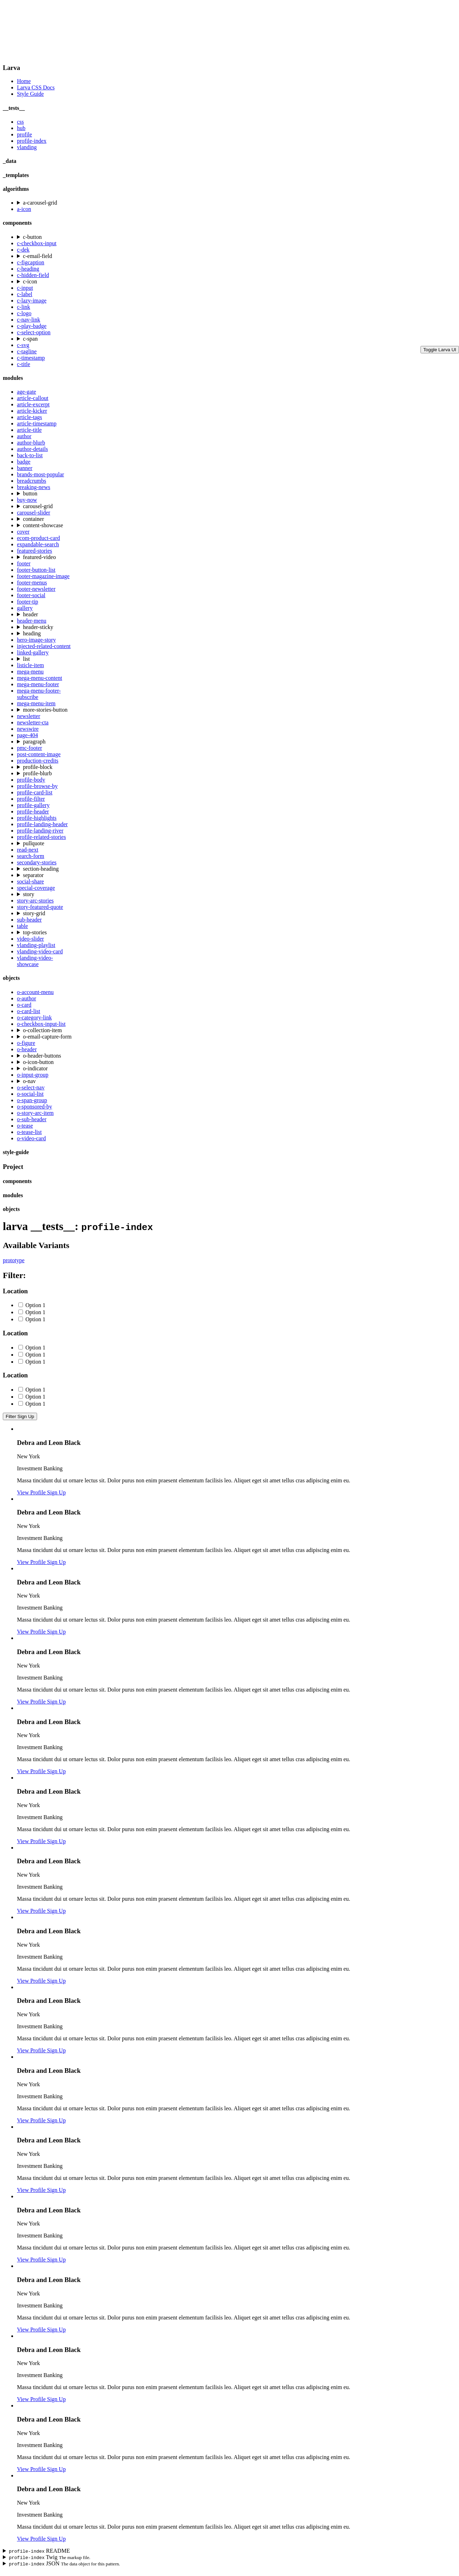 Larva
Home
Larva CSS Docs
Style Guide
__tests__
css
hub
profile
profile-index
vlanding
_data
_templates
algorithms
a-carousel-grid
a-icon
components
c-button
c-checkbox-input
c-dek
c-email-field
c-figcaption
c-heading
c-hidden-field
c-icon
c-input
c-label
c-lazy-image
c-link
c-logo
c-nav-link
c-play-badge
c-select-option
c-span
c-svg
Toggle Larva UI
c-tagline
c-timestamp
c-title
modules
age-gate
article-callout
article-excerpt
article-kicker
article-tags
article-timestamp
article-title
author
author-blurb
author-details
back-to-list
badge
banner
brands-most-popular
breadcrumbs
breaking-news
button
buy-now
carousel-grid
carousel-slider
container
content-showcase
cover
ecom-product-card
expandable-search
featured-stories
featured-video
footer
footer-button-list
footer-magazine-image
footer-menus
footer-newsletter
footer-social
footer-tip
gallery
header
header-menu
header-sticky
heading
hero-image-story
injected-related-content
linked-gallery
list
listicle-item
mega-menu
mega-menu-content
mega-menu-footer
mega-menu-footer-
subscribe
mega-menu-item
more-stories-button
newsletter
newsletter-cta
newswire
page-404
paragraph
pmc-footer
post-content-image
production-credits
profile-block
profile-blurb
profile-body
profile-browse-by
profile-card-list
profile-filter
profile-gallery
profile-header
profile-highlights
profile-landing-header
profile-landing-river
profile-related-stories
pullquote
read-next
search-form
secondary-stories
section-heading
separator
social-share
special-coverage
story
story-arc-stories
story-featured-quote
story-grid
sub-header
table
top-stories
video-slider
vlanding-playlist
vlanding-video-card
vlanding-video-
showcase
objects
o-account-menu
o-author
o-card
o-card-list
o-category-link
o-checkbox-input-list
o-collection-item
o-email-capture-form
o-figure
o-header
o-header-buttons
o-icon-button
o-indicator
o-input-group
o-nav
o-select-nav
o-social-list
o-span-group
o-sponsored-by
o-story-arc-item
o-sub-header
o-tease
o-tease-list
o-video-card
style-guide
Project
components
modules
objects
larva __tests__: profile-index
Available Variants
prototype
Filter:
Location
Option 1
Option 1
Option 1
Location
Option 1
Option 1
Option 1
Location
Option 1
Option 1
Option 1
Filter Sign Up
Debra and Leon Black
New York
Investment Banking
Massa tincidunt dui ut ornare lectus sit. Dolor purus non enim praesent elementum facilisis leo. Aliquet eget sit amet tellus cras adipiscing enim eu.
View Profile Sign Up
Debra and Leon Black
New York
Investment Banking
Massa tincidunt dui ut ornare lectus sit. Dolor purus non enim praesent elementum facilisis leo. Aliquet eget sit amet tellus cras adipiscing enim eu.
View Profile Sign Up
Debra and Leon Black
New York
Investment Banking
Massa tincidunt dui ut ornare lectus sit. Dolor purus non enim praesent elementum facilisis leo. Aliquet eget sit amet tellus cras adipiscing enim eu.
View Profile Sign Up
Debra and Leon Black
New York
Investment Banking
Massa tincidunt dui ut ornare lectus sit. Dolor purus non enim praesent elementum facilisis leo. Aliquet eget sit amet tellus cras adipiscing enim eu.
View Profile Sign Up
Debra and Leon Black
New York
Investment Banking
Massa tincidunt dui ut ornare lectus sit. Dolor purus non enim praesent elementum facilisis leo. Aliquet eget sit amet tellus cras adipiscing enim eu.
View Profile Sign Up
Debra and Leon Black
New York
Investment Banking
Massa tincidunt dui ut ornare lectus sit. Dolor purus non enim praesent elementum facilisis leo. Aliquet eget sit amet tellus cras adipiscing enim eu.
View Profile Sign Up
Debra and Leon Black
New York
Investment Banking
Massa tincidunt dui ut ornare lectus sit. Dolor purus non enim praesent elementum facilisis leo. Aliquet eget sit amet tellus cras adipiscing enim eu.
View Profile Sign Up
Debra and Leon Black
New York
Investment Banking
Massa tincidunt dui ut ornare lectus sit. Dolor purus non enim praesent elementum facilisis leo. Aliquet eget sit amet tellus cras adipiscing enim eu.
View Profile Sign Up
Debra and Leon Black
New York
Investment Banking
Massa tincidunt dui ut ornare lectus sit. Dolor purus non enim praesent elementum facilisis leo. Aliquet eget sit amet tellus cras adipiscing enim eu.
View Profile Sign Up
Debra and Leon Black
New York
Investment Banking
Massa tincidunt dui ut ornare lectus sit. Dolor purus non enim praesent elementum facilisis leo. Aliquet eget sit amet tellus cras adipiscing enim eu.
View Profile Sign Up
Debra and Leon Black
New York
Investment Banking
Massa tincidunt dui ut ornare lectus sit. Dolor purus non enim praesent elementum facilisis leo. Aliquet eget sit amet tellus cras adipiscing enim eu.
View Profile Sign Up
Debra and Leon Black
New York
Investment Banking
Massa tincidunt dui ut ornare lectus sit. Dolor purus non enim praesent elementum facilisis leo. Aliquet eget sit amet tellus cras adipiscing enim eu.
View Profile Sign Up
Debra and Leon Black
New York
Investment Banking
Massa tincidunt dui ut ornare lectus sit. Dolor purus non enim praesent elementum facilisis leo. Aliquet eget sit amet tellus cras adipiscing enim eu.
View Profile Sign Up
Debra and Leon Black
New York
Investment Banking
Massa tincidunt dui ut ornare lectus sit. Dolor purus non enim praesent elementum facilisis leo. Aliquet eget sit amet tellus cras adipiscing enim eu.
View Profile Sign Up
Debra and Leon Black
New York
Investment Banking
Massa tincidunt dui ut ornare lectus sit. Dolor purus non enim praesent elementum facilisis leo. Aliquet eget sit amet tellus cras adipiscing enim eu.
View Profile Sign Up
Debra and Leon Black
New York
Investment Banking
Massa tincidunt dui ut ornare lectus sit. Dolor purus non enim praesent elementum facilisis leo. Aliquet eget sit amet tellus cras adipiscing enim eu.
View Profile Sign Up
profile-index README
profile-index Twig The markup file.
profile-index JSON The data object for this pattern.